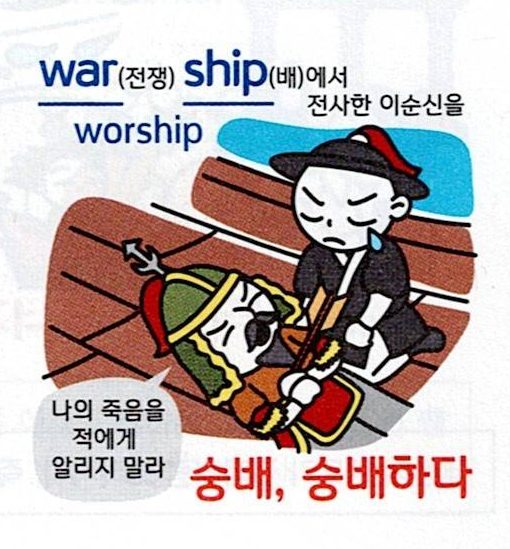 war(전쟁) ship(배)에서
전사한 이순신을
worship
나의 죽음을
적에게
알리지 말라
숭배, 숭배하다